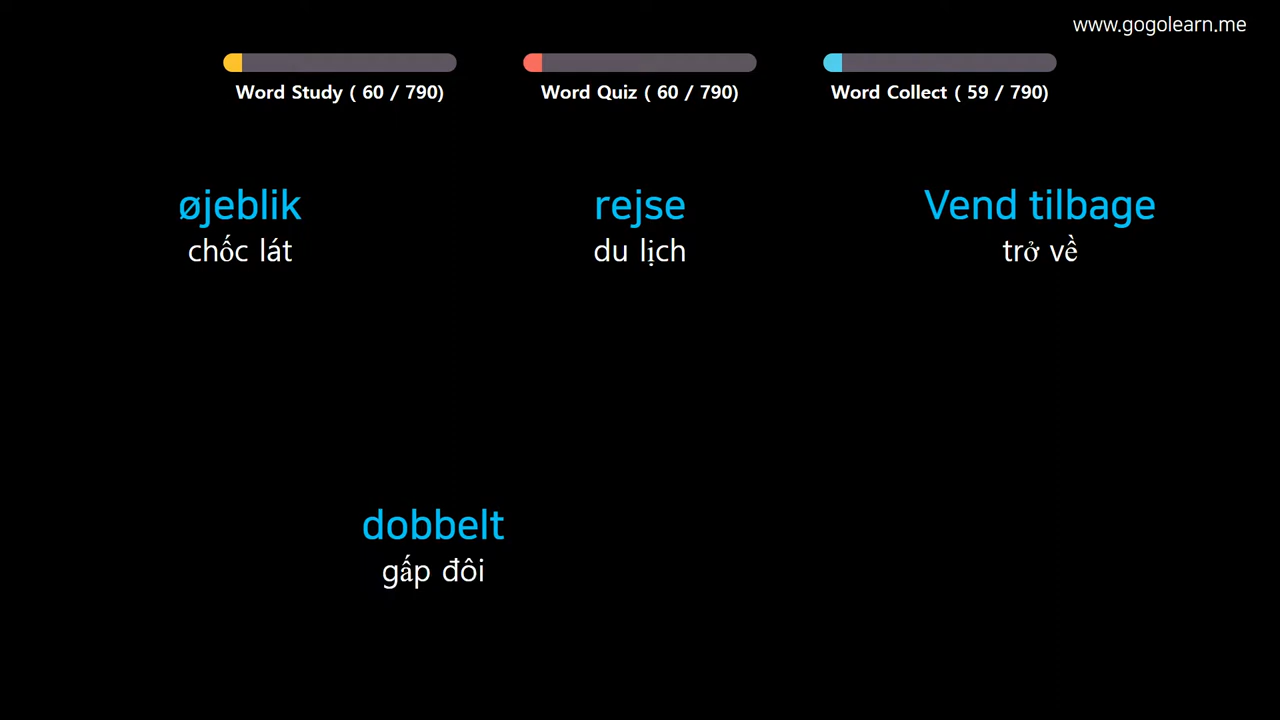 www.gogolearn.me
Word Study ( 60 / 790)
Word Quiz ( 60 / 790)
Word Collect ( 59 / 790)
øjeblik
chốc lát
rejse
du lịch
Vend tilbage
trở về
dobbelt
gấp đôi